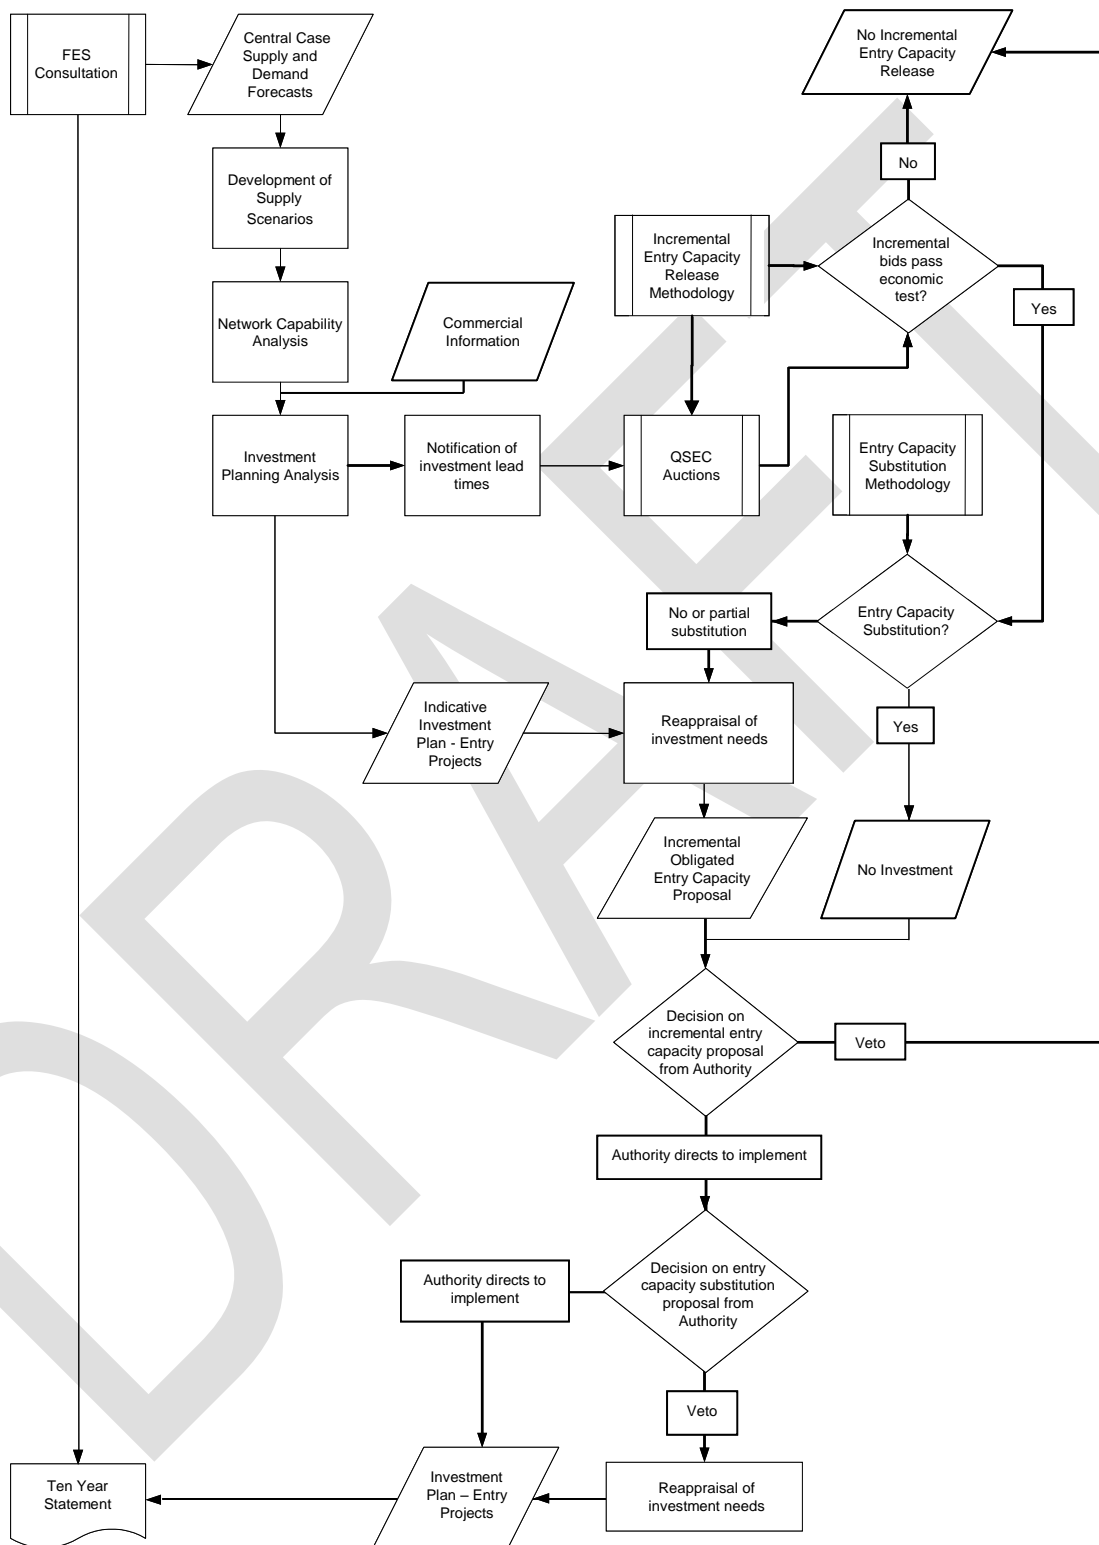 FES
Consultation
Central Case
Supply and
Demand
Forecasts
No Incremental
Entry Capacity
Release
No
Development of
Supply
Scenarios
Incremental
Entry Capacity
Release
Methodology
Incremental
bids pass
economic
test?
Yes
Network Capability
Analysis
Commercial
Information
Investment
Planning Analysis
Notification of
investment lead
times
QSEC
Auctions
Entry Capacity
Substitution
Methodology
No or partial
substitution
Entry Capacity
Substitution?
Indicative
Investment
Plan - Entry
Projects
Reappraisal of
investment needs
Yes
Incremental
Obligated
Entry Capacity
Proposal
No Investment
Decision on
incremental entry
capacity proposal
from Authority
Veto
Authority directs to implement
Authority directs to
implement
Decision on entry
capacity substitution
proposal from
Authority
Veto
Ten Year
Statement
Investment
Plan – Entry
Projects
Reappraisal of
investment needs
DRAFT